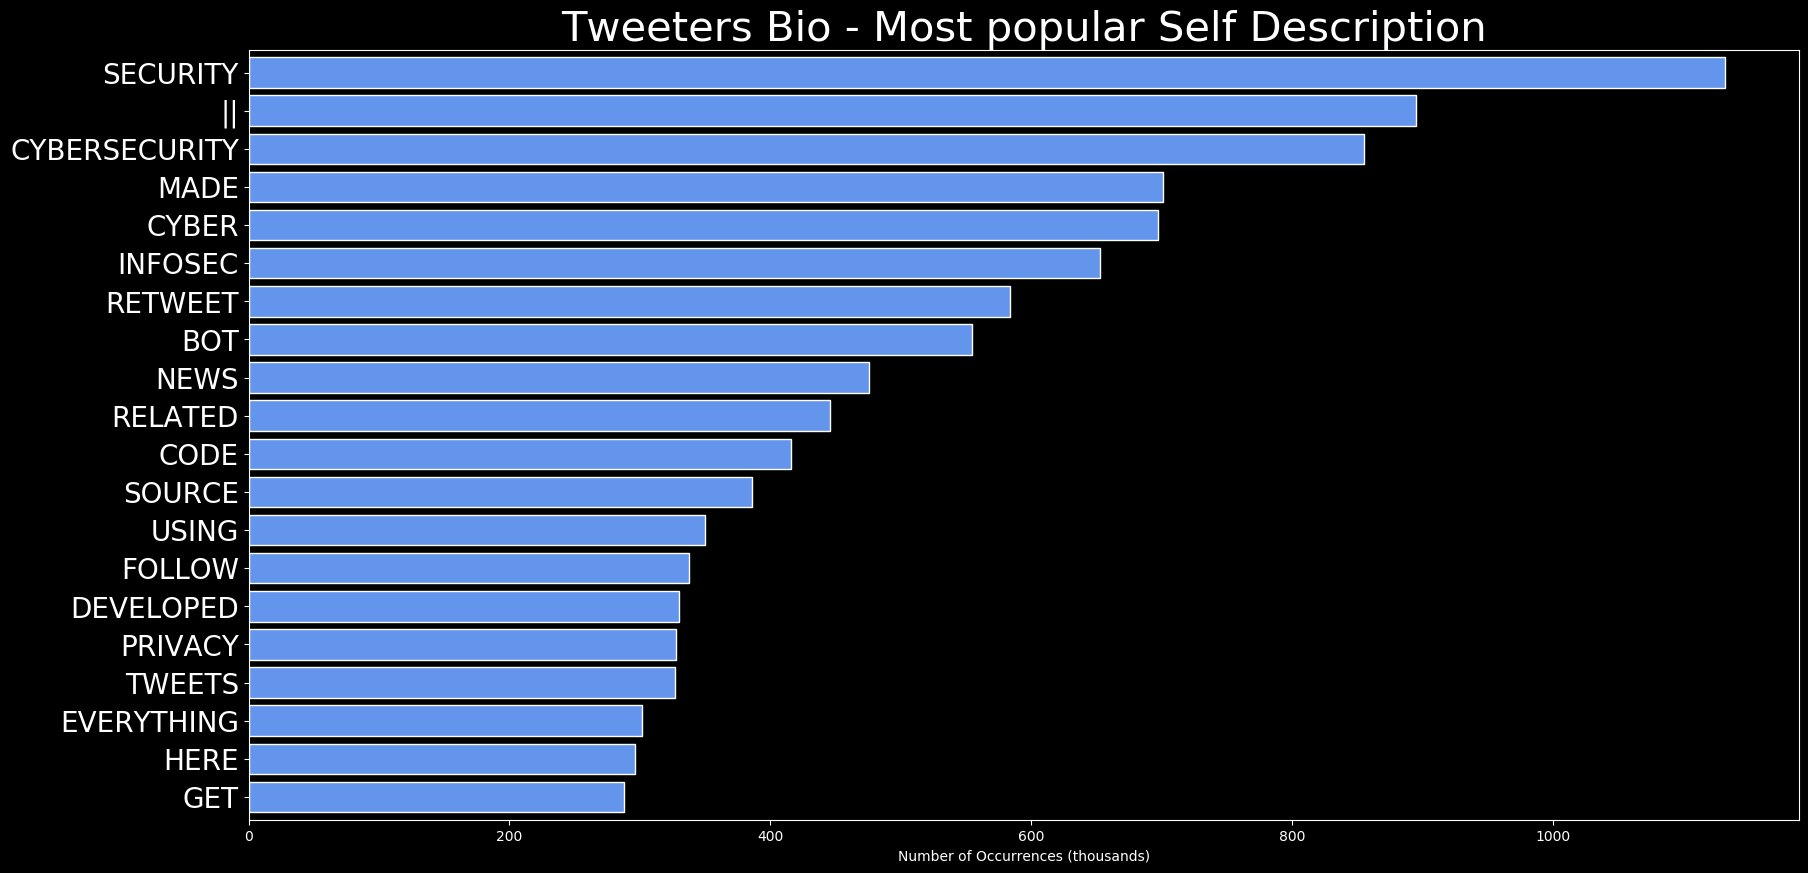 Tweeters Bio - Most popular Self Description
SECURITY
||
CYBERSECURITY
MADE
CYBER
INFOSEC
RETWEET
BOT
NEWS
RELATED
CODE
SOURCE
USING
FOLLOW
DEVELOPED
PRIVACY
TWEETS
EVERYTHING
HERE
GET
0 200 400 600 800 1000
Number of Occurrences (thousands)